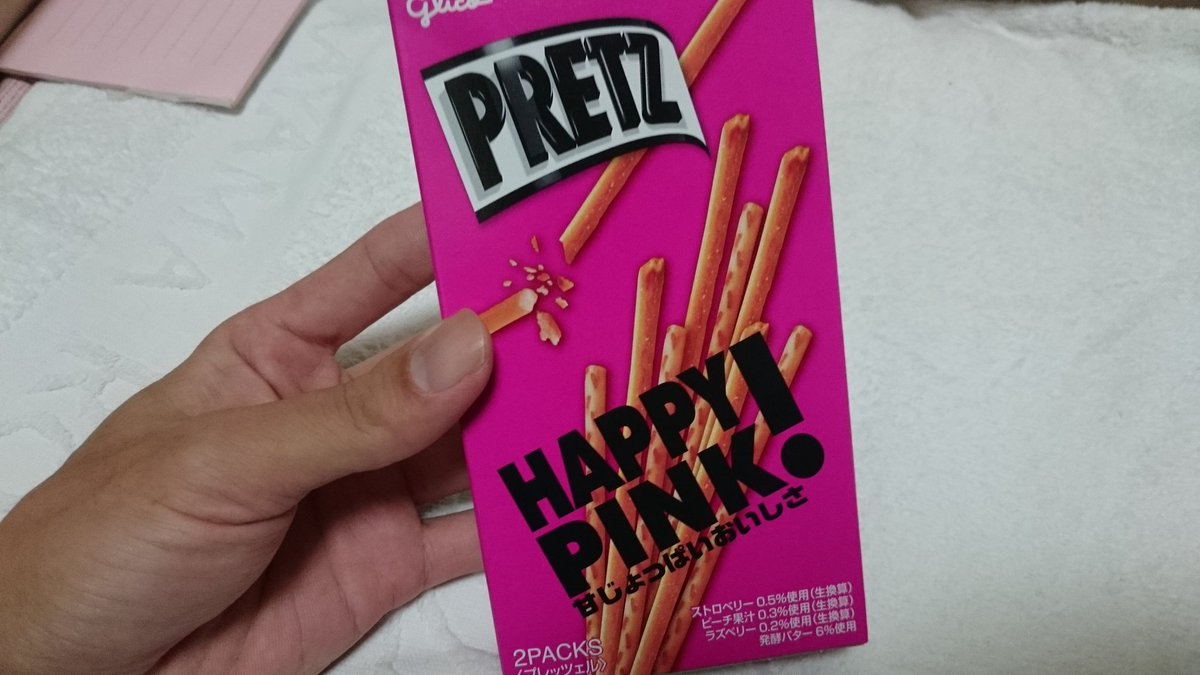 glico
PRETZ
HAPPY
PINK!
甘じょっぱいおいしさ
ストロベリー 0.5%使用(生換算)
ピーチ果汁 0.3%使用(生換算)
ラズベリー 0.2%使用(生換算)
発酵バター 6%使用
2PACKS
〈プレッツェル〉